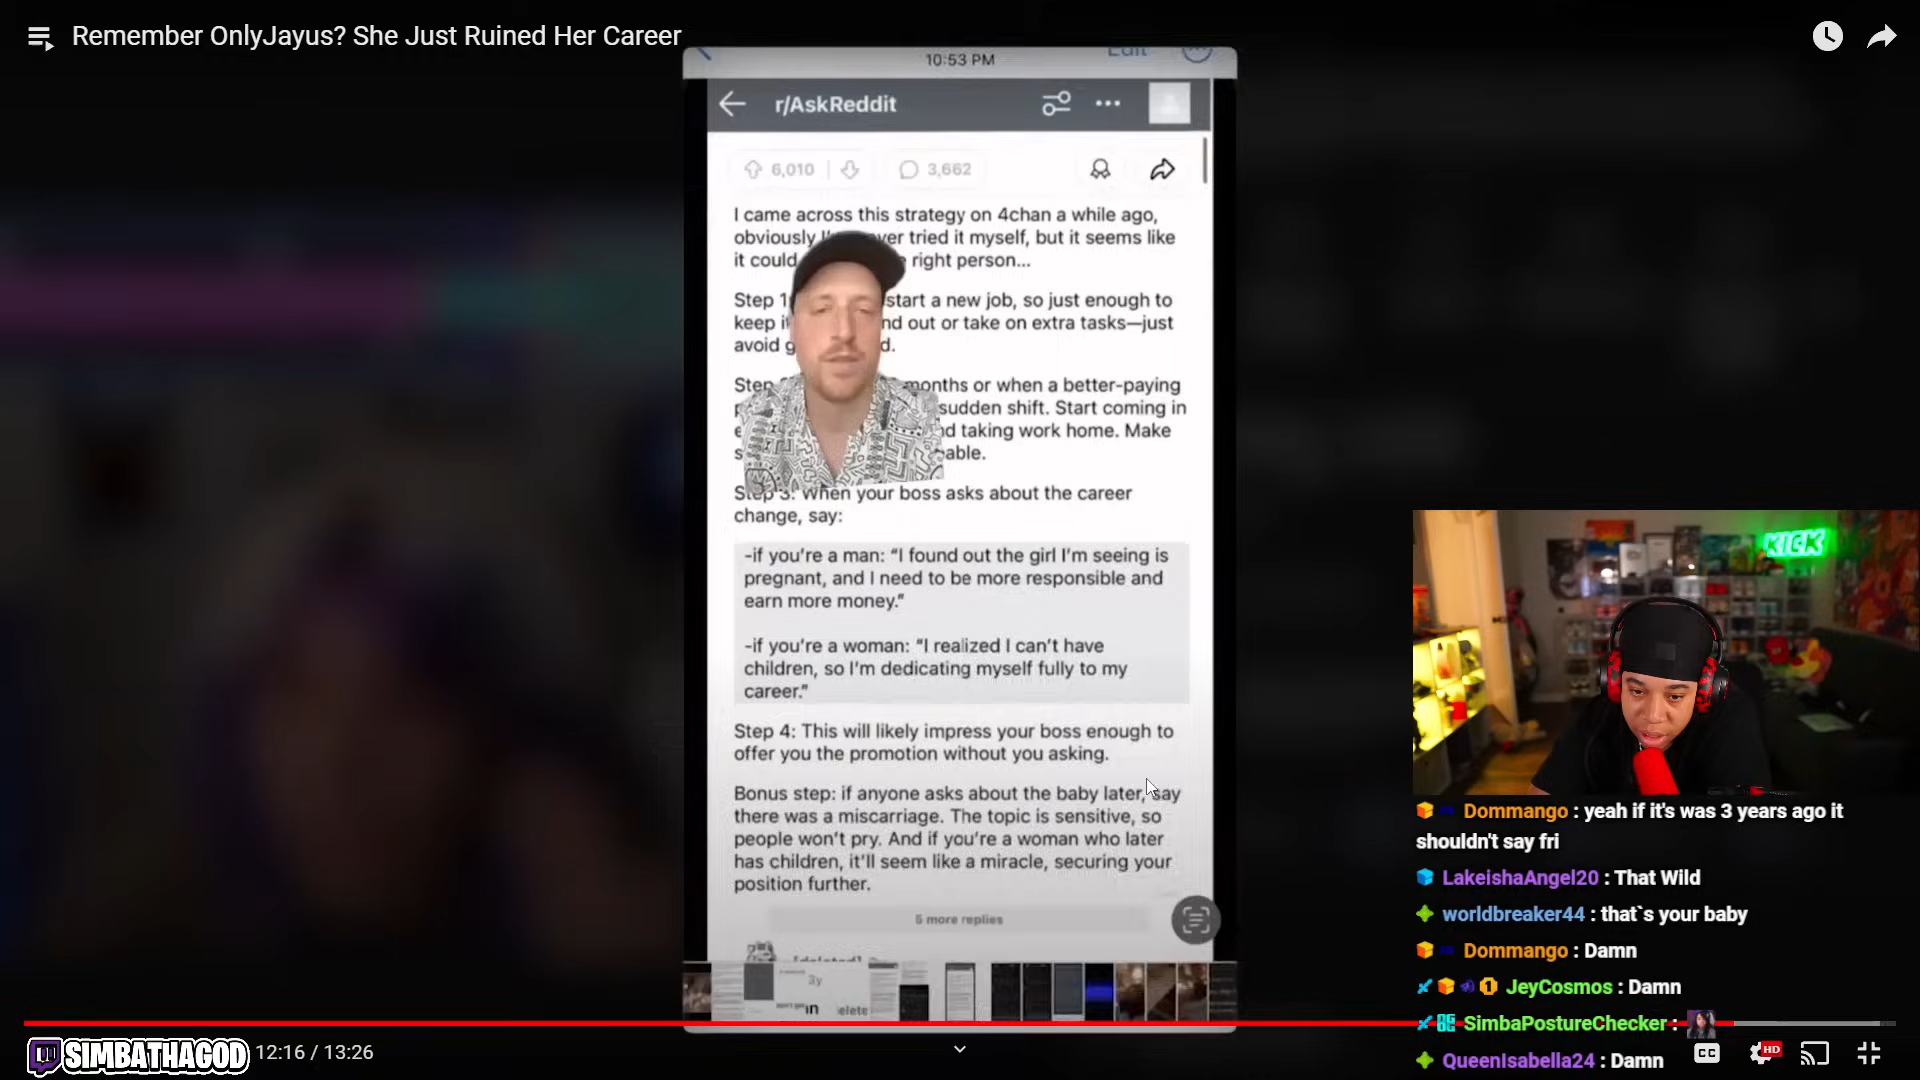 Remember OnlyJayus? She Just Ruined Her Career
10:53 PM
Edit
r/AskReddit
6,010
3,662
I came across this strategy on 4chan a while ago,
obviously ver tried it myself, but it seems like
it could right person...
Step 1 start a new job, so just enough to
keep nd out or take on extra tasks—just
avoid g d.
Step months or when a better-paying
sudden shift. Start coming in
nd taking work home. Make
able.
Step 3: When your boss asks about the career
change, say:
-if you're a man: “I found out the girl I'm seeing is
pregnant, and I need to be more responsible and
earn more money.”
-if you're a woman: “I realized I can't have
children, so I'm dedicating myself fully to my
career.”
Step 4: This will likely impress your boss enough to
offer you the promotion without you asking.
Bonus step: if anyone asks about the baby later, say
there was a miscarriage. The topic is sensitive, so
people won't pry. And if you're a woman who later
has children, it'll seem like a miracle, securing your
position further.
5 more replies
[deleted]
3y
KICK
Dommango : yeah if it's was 3 years ago it
shouldn't say fri
LakeishaAngel20 : That Wild
worldbreaker44 : that`s your baby
Dommango : Damn
JeyCosmos : Damn
SimbaPostureChecker :
QueenIsabella24 : Damn
SIMBATHAGOD
12:16 / 13:26
CC
HD